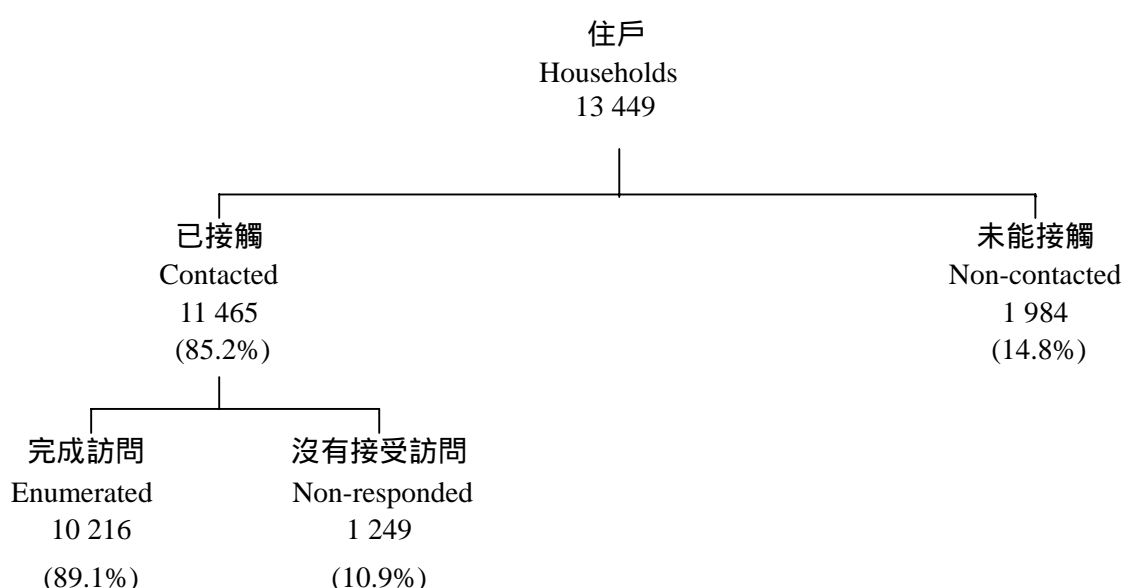 住戶
Households
13 449
已接觸
Contacted
11 465
(85.2%)
未能接觸
Non-contacted
1 984
(14.8%)
完成訪問
Enumerated
10 216
(89.1%)
沒有接受訪問
Non-responded
1 249
(10.9%)